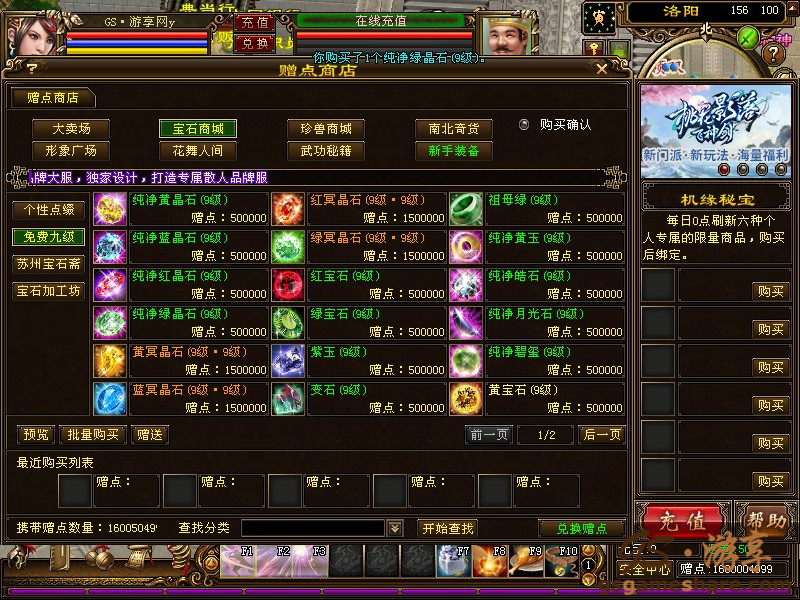 GS·游享网y
充值
兑换
在线充值
洛阳 156 100
北
你购买了1个纯净绿晶石(9级)。
赠点商店
赠点商店
大卖场
宝石商城
珍兽商城
南北奇货
购买确认
形象广场
花舞人间
武功秘籍
新手装备
牌大服，独家设计，打造专属散人品牌服
个性点缀
免费九级
苏州宝石斋
宝石加工坊
纯净黄晶石(9级)
赠点：500000
红冥晶石(9级·9级)
赠点：1500000
祖母绿(9级)
赠点：500000
纯净蓝晶石(9级)
赠点：500000
绿冥晶石(9级·9级)
赠点：1500000
纯净黄玉(9级)
赠点：500000
纯净红晶石(9级)
赠点：500000
红宝石(9级)
赠点：500000
纯净皓石(9级)
赠点：500000
纯净绿晶石(9级)
赠点：500000
绿宝石(9级)
赠点：500000
纯净月光石(9级)
赠点：500000
黄冥晶石(9级·9级)
赠点：1500000
紫玉(9级)
赠点：500000
纯净碧玺(9级)
赠点：500000
蓝冥晶石(9级·9级)
赠点：1500000
变石(9级)
赠点：500000
黄宝石(9级)
赠点：500000
预览
批量购买
赠送
前一页
1/2
后一页
最近购买列表
赠点：
赠点：
赠点：
赠点：
赠点：
携带赠点数量：16005049
查找分类
开始查找
兑换赠点
新门派·新玩法·海量福利
机缘秘宝
每日0点刷新六种个
人专属的限量商品，购买
后绑定。
购买
购买
购买
购买
购买
购买
充值
帮助
F1 F2 F3 F7 F8 F9 F10
1
安全中心
赠点:1600004099
gsgameshare.com